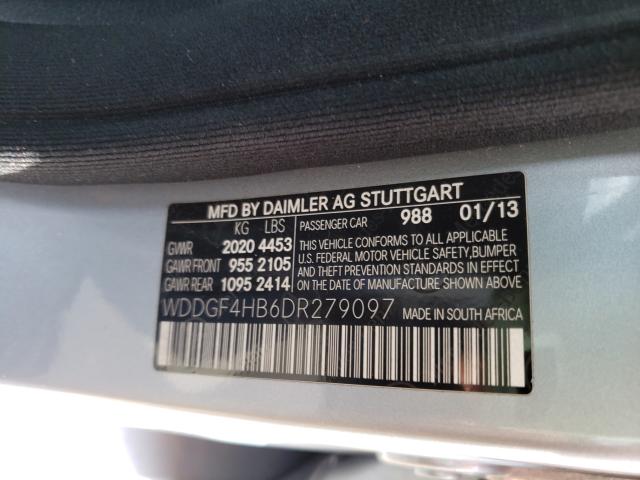 MFD BY DAIMLER AG STUTTGART
KG LBS PASSENGER CAR 988 01/13
GVWR 2020 4453 THIS VEHICLE CONFORMS TO ALL APPLICABLE
GAWR FRONT 955 2105 U.S. FEDERAL MOTOR VEHICLE SAFETY, BUMPER
GAWR REAR 1095 2414 AND THEFT PREVENTION STANDARDS IN EFFECT
ON THE DATE OF MANUFACTURE SHOWN ABOVE.
WDDGF4HB6DR279097 MADE IN SOUTH AFRICA